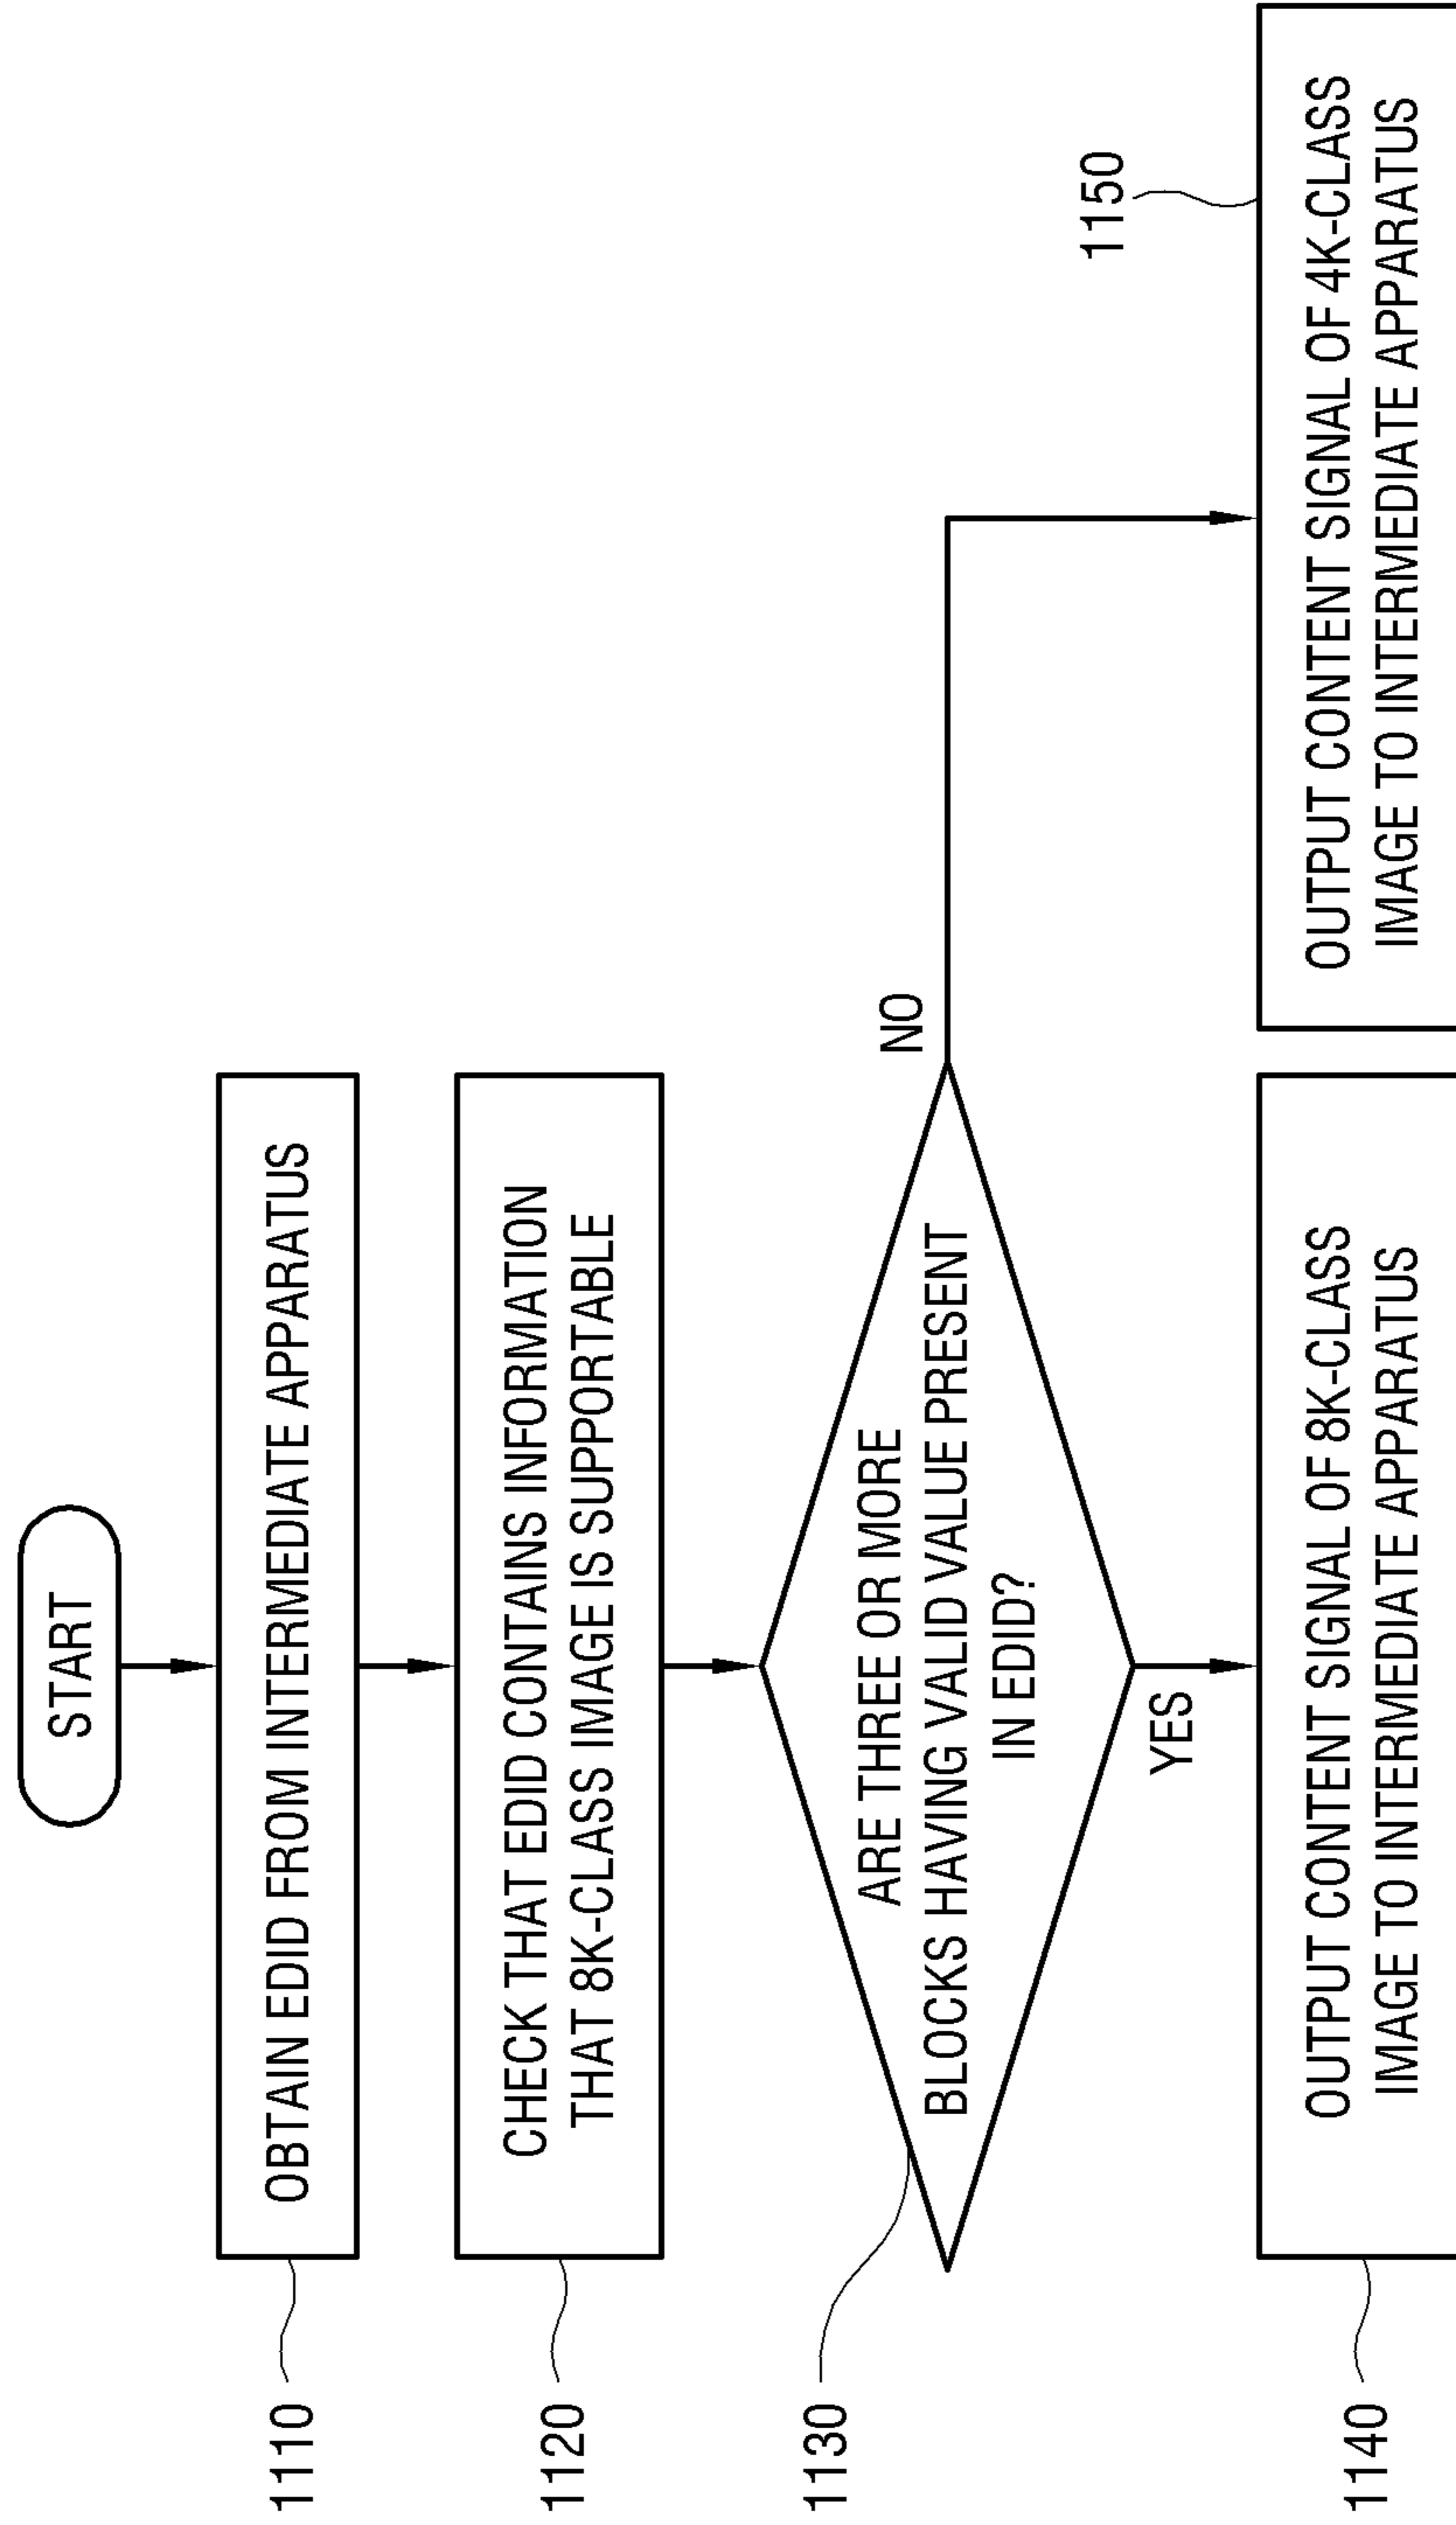 START
1110
OBTAIN EDID FROM INTERMEDIATE APPARATUS
1120
CHECK THAT EDID CONTAINS INFORMATION
THAT 8K-CLASS IMAGE IS SUPPORTABLE
1130
ARE THREE OR MORE
BLOCKS HAVING VALID VALUE PRESENT
IN EDID?
NO
YES
1140
OUTPUT CONTENT SIGNAL OF 8K-CLASS
IMAGE TO INTERMEDIATE APPARATUS
1150
OUTPUT CONTENT SIGNAL OF 4K-CLASS
IMAGE TO INTERMEDIATE APPARATUS